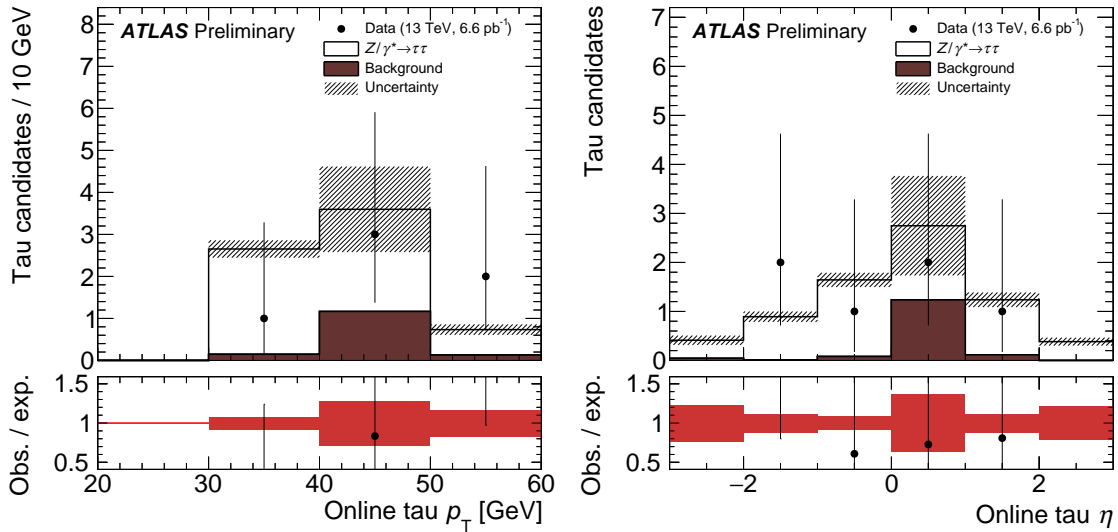 ATLAS Preliminary
Data (13 TeV, 6.6 pb⁻¹)
Z/γ*→ττ
Background
Uncertainty
Tau candidates / 10 GeV
8
7
6
5
4
3
2
1
0
Obs. / exp.
1.5
1
0.5
20 30 40 50 60
Online tau p_T [GeV]
ATLAS Preliminary
Data (13 TeV, 6.6 pb⁻¹)
Z/γ*→ττ
Background
Uncertainty
Tau candidates
7
6
5
4
3
2
1
0
Obs. / exp.
1.5
1
0.5
−2 0 2
Online tau η